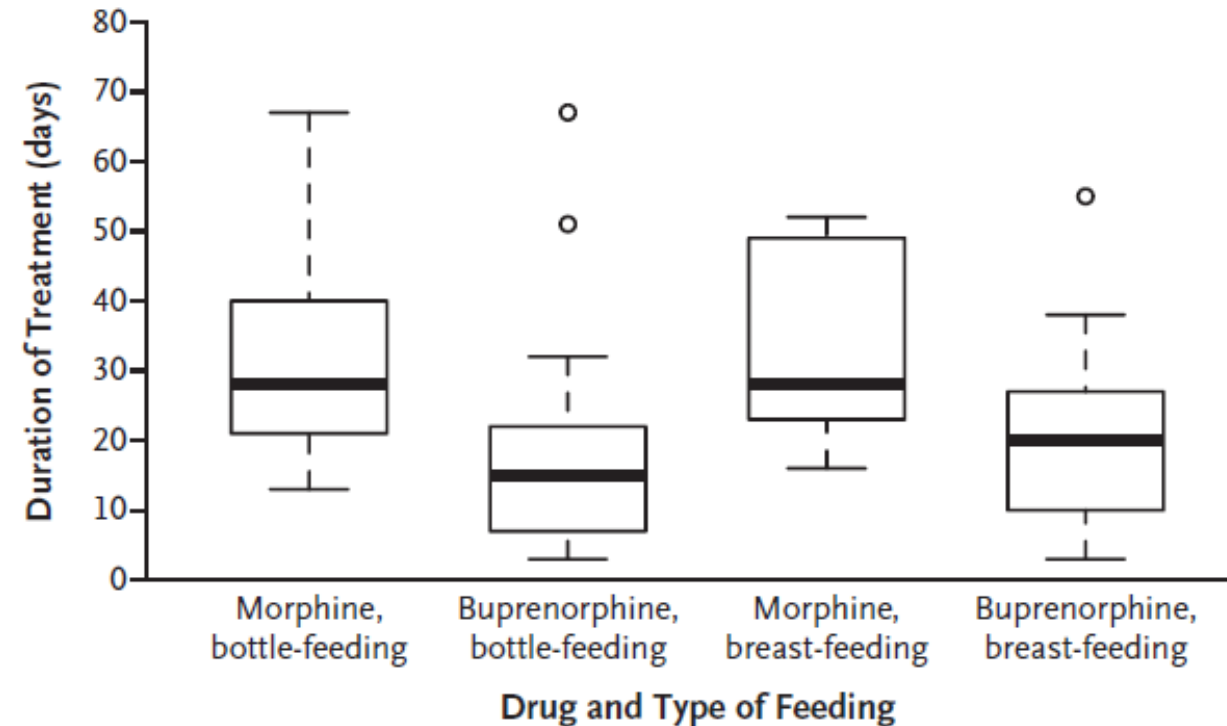 Duration of Treatment (days)
80
70
60
50
40
30
20
10
0
Morphine,
bottle-feeding
Buprenorphine,
bottle-feeding
Morphine,
breast-feeding
Buprenorphine,
breast-feeding
Drug and Type of Feeding